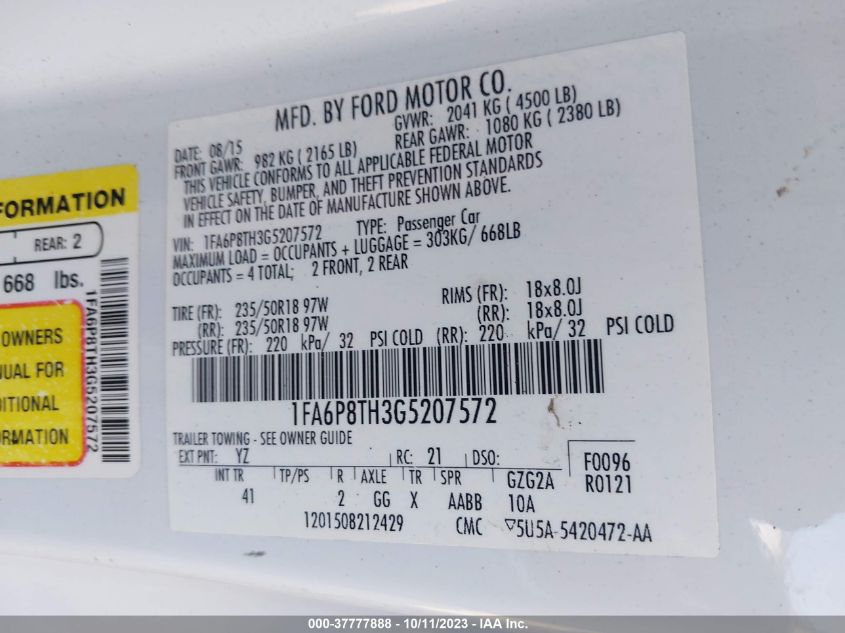 FORMATION
REAR: 2
668 lbs.
OWNERS
UAL FOR
DITIONAL
ORMATION
1FA6P8TH3G5207572
MFD. BY FORD MOTOR CO.
DATE: 08/15 GVWR: 2041 KG ( 4500 LB)
FRONT GAWR: 982 KG ( 2165 LB) REAR GAWR: 1080 KG ( 2380 LB)
THIS VEHICLE CONFORMS TO ALL APPLICABLE FEDERAL MOTOR
VEHICLE SAFETY, BUMPER, AND THEFT PREVENTION STANDARDS
IN EFFECT ON THE DATE OF MANUFACTURE SHOWN ABOVE.
VIN: 1FA6P8TH3G5207572 TYPE: Passenger Car
MAXIMUM LOAD = OCCUPANTS + LUGGAGE = 303KG/ 668LB
OCCUPANTS = 4 TOTAL; 2 FRONT, 2 REAR
TIRE (FR): 235/50R18 97W RIMS (FR): 18x8.0J
(RR): 235/50R18 97W (RR): 18x8.0J
PRESSURE (FR): 220 kPa/ 32 PSI COLD (RR): 220 kPa/ 32 PSI COLD
1FA6P8TH3G5207572
TRAILER TOWING - SEE OWNER GUIDE
EXT PNT: YZ RC: 21 DSO: F0096
INT TR TP/PS R AXLE TR SPR GZG2A R0121
41 2 GG X AABB 10A
1201508212429 CMC ▽5U5A-5420472-AA
000-37777888 - 10/11/2023 - IAA Inc.